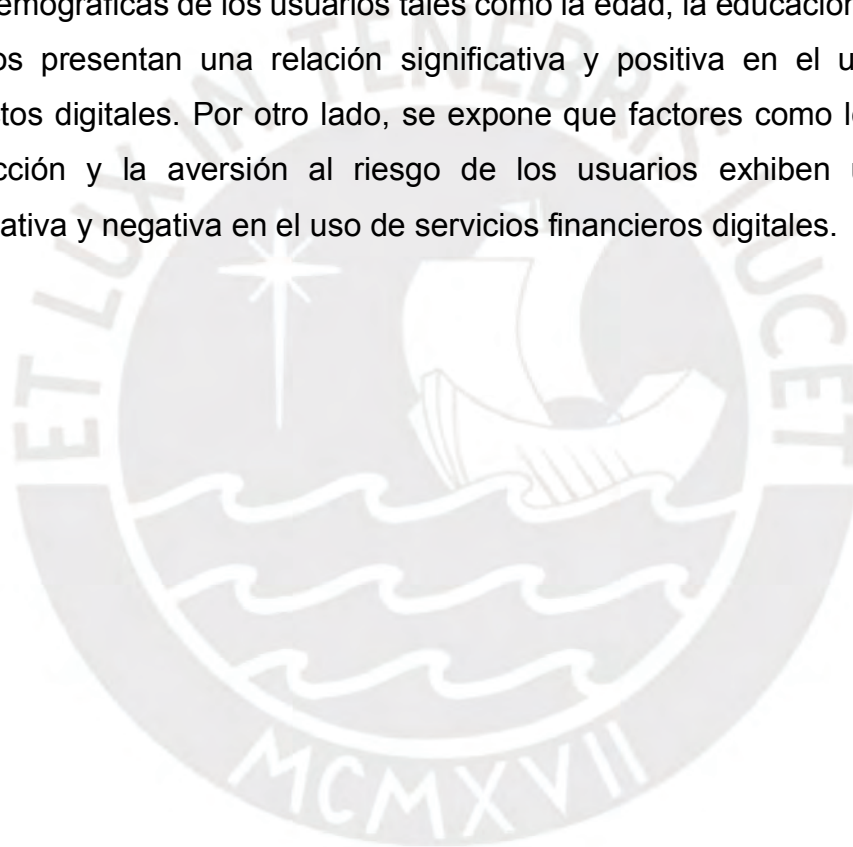 emográficas de los usuarios tales como la edad, la educación
os presentan una relación significativa y positiva en el u
tos digitales. Por otro lado, se expone que factores como l
cción y la aversión al riesgo de los usuarios exhiben u
ativa y negativa en el uso de servicios financieros digitales.
ET LUX IN TENEBRIS LUCET
MCMXVII